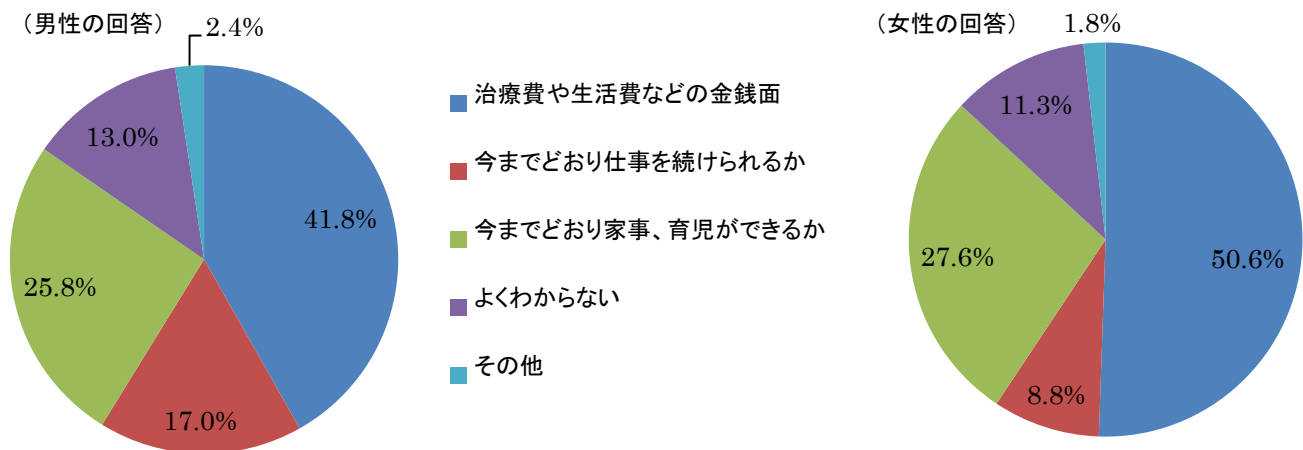 （男性の回答）
2.4%
13.0%
41.8%
25.8%
17.0%
治療費や生活費などの金銭面
今までどおり仕事を続けられるか
今までどおり家事、育児ができるか
よくわからない
その他
（女性の回答）
1.8%
11.3%
27.6%
50.6%
8.8%